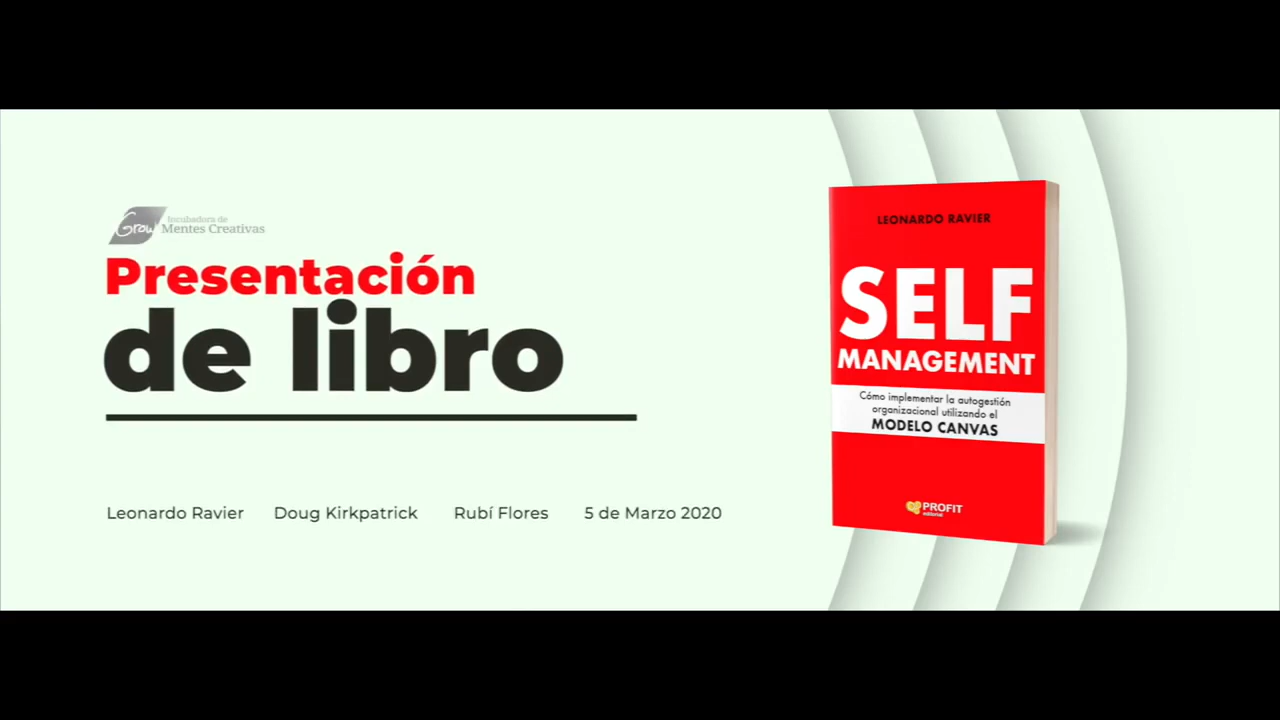 Grow
Incubadora de
Mentes Creativas
Presentación
de libro
Leonardo Ravier Doug Kirkpatrick Rubí Flores 5 de Marzo 2020
LEONARDO RAVIER
SELF
MANAGEMENT
Cómo implementar la autogestión
organizacional utilizando el
MODELO CANVAS
PROFIT
editorial